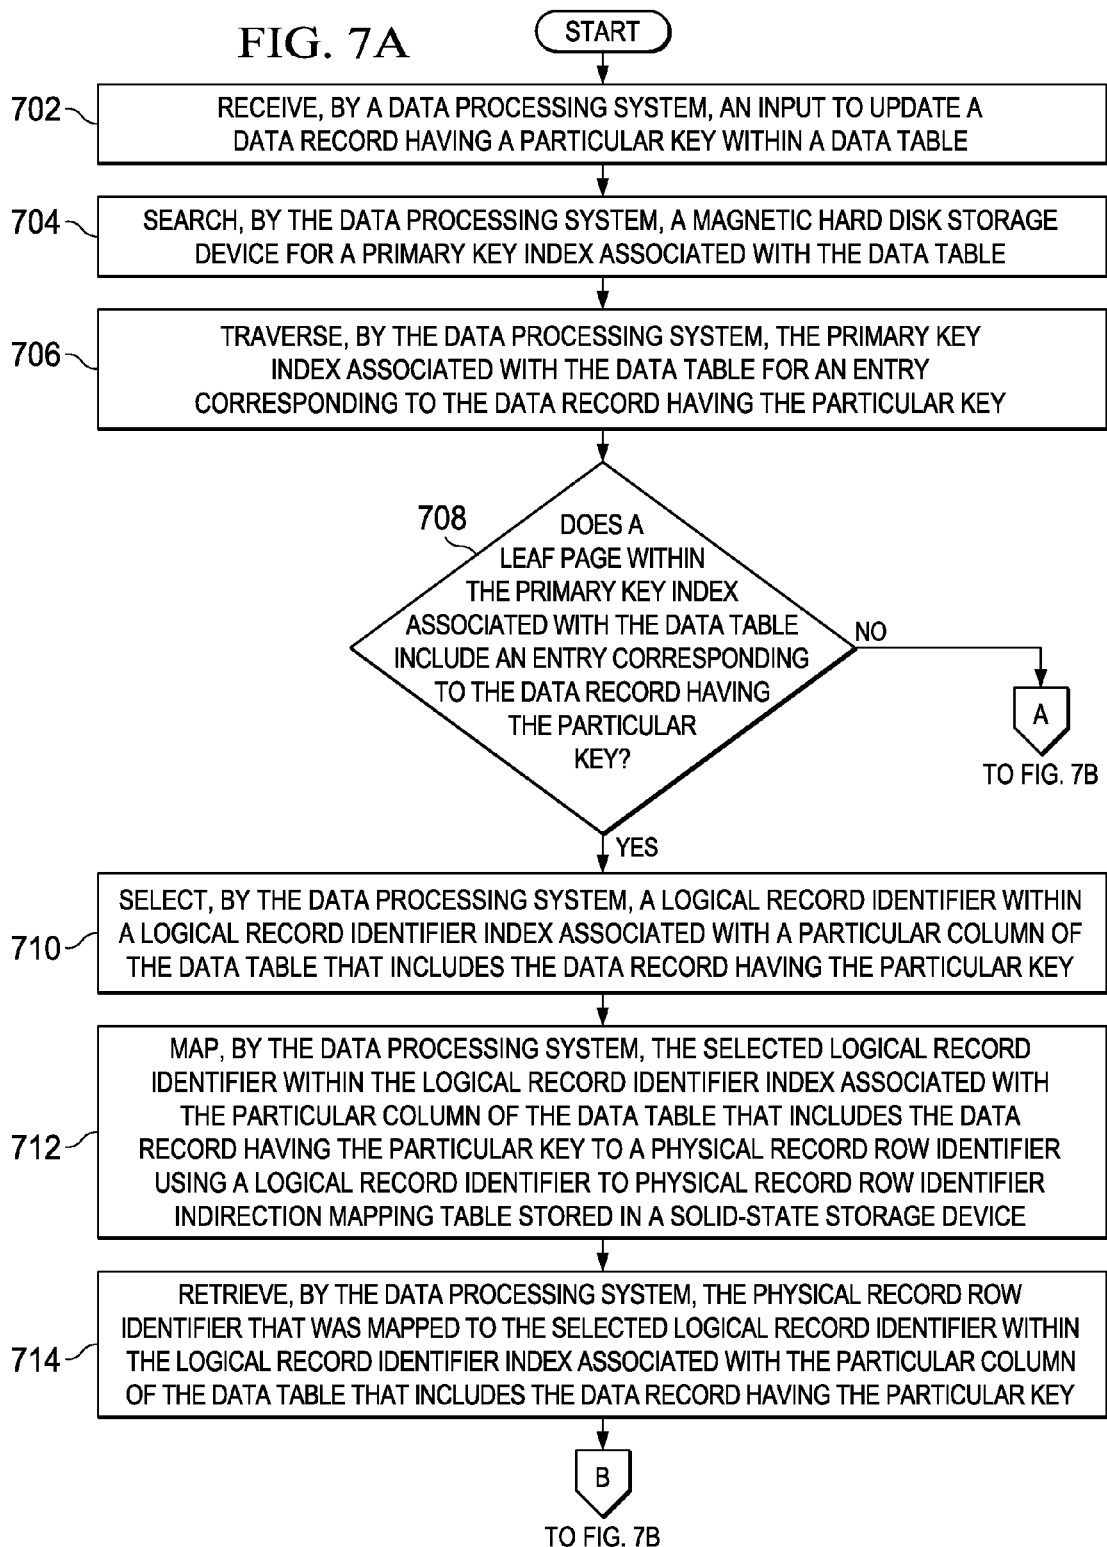 FIG. 7A
START
702
RECEIVE, BY A DATA PROCESSING SYSTEM, AN INPUT TO UPDATE A
DATA RECORD HAVING A PARTICULAR KEY WITHIN A DATA TABLE
704
SEARCH, BY THE DATA PROCESSING SYSTEM, A MAGNETIC HARD DISK STORAGE
DEVICE FOR A PRIMARY KEY INDEX ASSOCIATED WITH THE DATA TABLE
706
TRAVERSE, BY THE DATA PROCESSING SYSTEM, THE PRIMARY KEY
INDEX ASSOCIATED WITH THE DATA TABLE FOR AN ENTRY
CORRESPONDING TO THE DATA RECORD HAVING THE PARTICULAR KEY
708
DOES A
LEAF PAGE WITHIN
THE PRIMARY KEY INDEX
ASSOCIATED WITH THE DATA TABLE
INCLUDE AN ENTRY CORRESPONDING
TO THE DATA RECORD HAVING
THE PARTICULAR
KEY?
NO
A
TO FIG. 7B
YES
710
SELECT, BY THE DATA PROCESSING SYSTEM, A LOGICAL RECORD IDENTIFIER WITHIN
A LOGICAL RECORD IDENTIFIER INDEX ASSOCIATED WITH A PARTICULAR COLUMN OF
THE DATA TABLE THAT INCLUDES THE DATA RECORD HAVING THE PARTICULAR KEY
712
MAP, BY THE DATA PROCESSING SYSTEM, THE SELECTED LOGICAL RECORD
IDENTIFIER WITHIN THE LOGICAL RECORD IDENTIFIER INDEX ASSOCIATED WITH
THE PARTICULAR COLUMN OF THE DATA TABLE THAT INCLUDES THE DATA
RECORD HAVING THE PARTICULAR KEY TO A PHYSICAL RECORD ROW IDENTIFIER
USING A LOGICAL RECORD IDENTIFIER TO PHYSICAL RECORD ROW IDENTIFIER
INDIRECTION MAPPING TABLE STORED IN A SOLID-STATE STORAGE DEVICE
714
RETRIEVE, BY THE DATA PROCESSING SYSTEM, THE PHYSICAL RECORD ROW
IDENTIFIER THAT WAS MAPPED TO THE SELECTED LOGICAL RECORD IDENTIFIER WITHIN
THE LOGICAL RECORD IDENTIFIER INDEX ASSOCIATED WITH THE PARTICULAR COLUMN
OF THE DATA TABLE THAT INCLUDES THE DATA RECORD HAVING THE PARTICULAR KEY
B
TO FIG. 7B